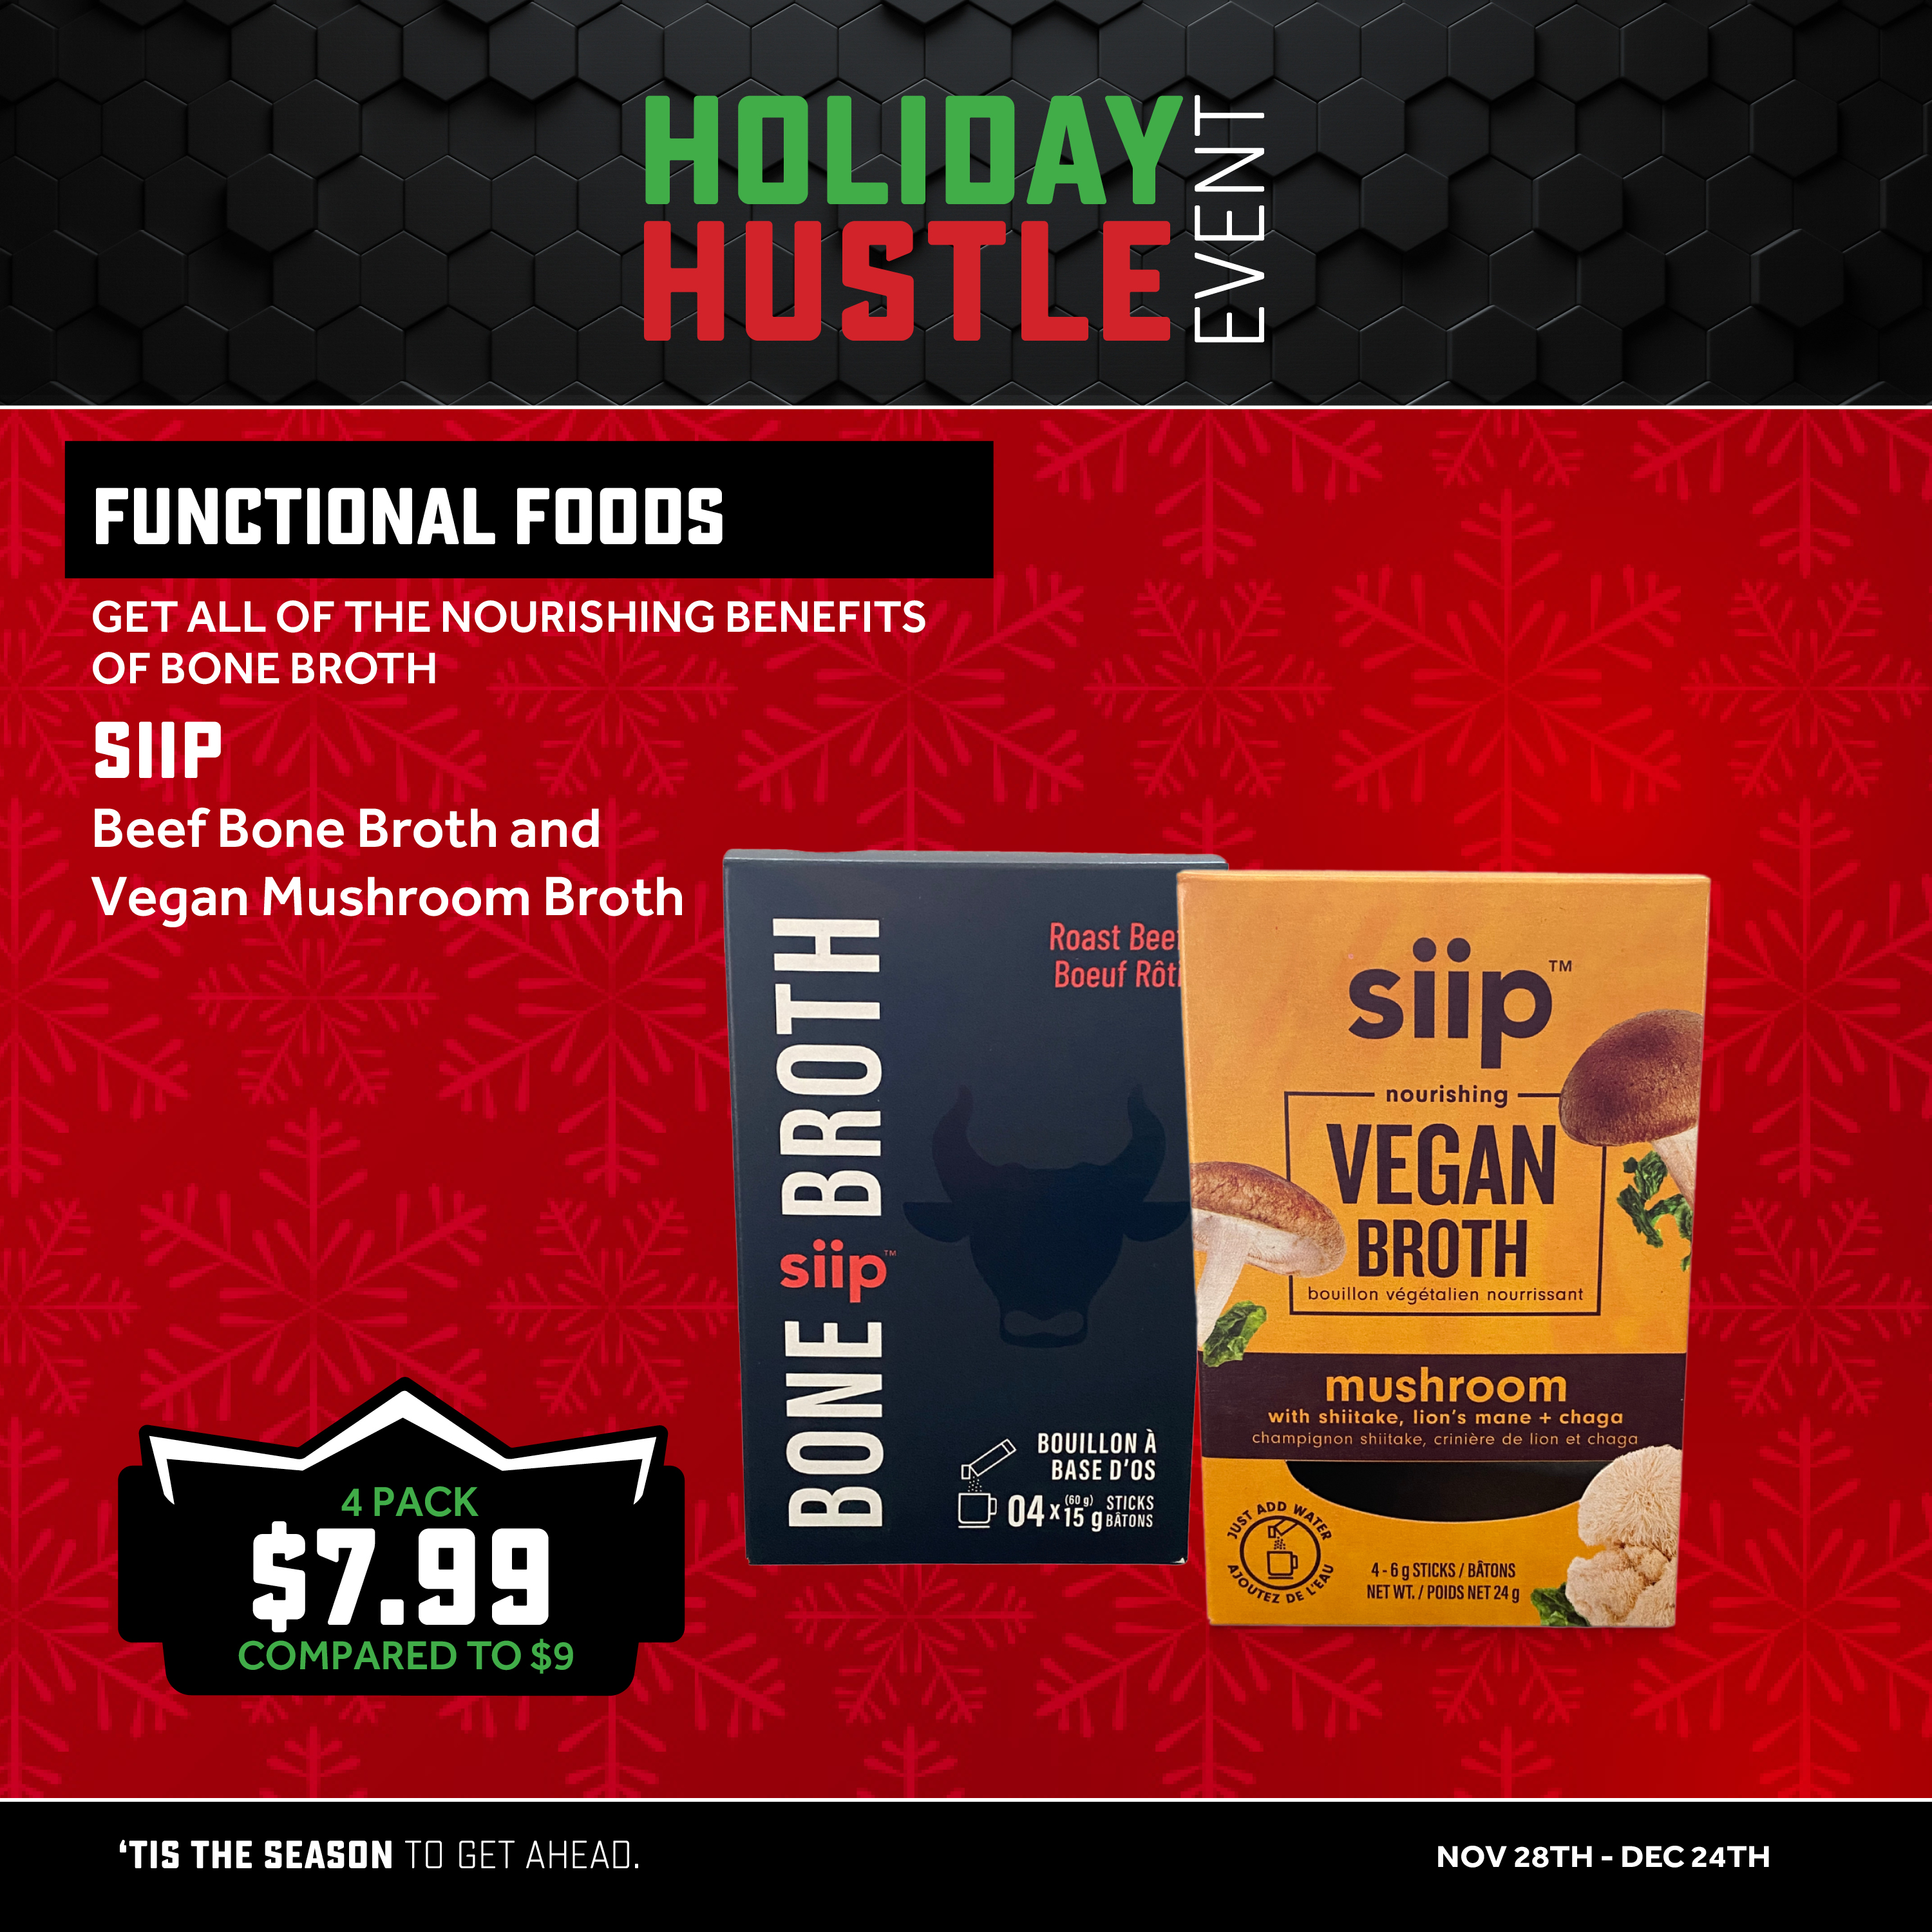 HOLIDAY
HUSTLE
EVENT
FUNCTIONAL FOODS
GET ALL OF THE NOURISHING BENEFITS
OF BONE BROTH
SIIP
Beef Bone Broth and
Vegan Mushroom Broth
BONE siip™ BROTH
Roast Beef
Boeuf Rôti
BOUILLON À
BASE D'OS
04 x 15 g (60 g) STICKS
BÂTONS
siip™
nourishing
VEGAN
BROTH
bouillon végétalien nourrissant
mushroom
with shiitake, lion's mane + chaga
champignon shiitake, crinière de lion et chaga
JUST ADD WATER
AJOUTEZ DE L'EAU
4 - 6 g STICKS / BÂTONS
NET WT. / POIDS NET 24 g
4 PACK
$7.99
COMPARED TO $9
‘TIS THE SEASON TO GET AHEAD.
NOV 28TH - DEC 24TH